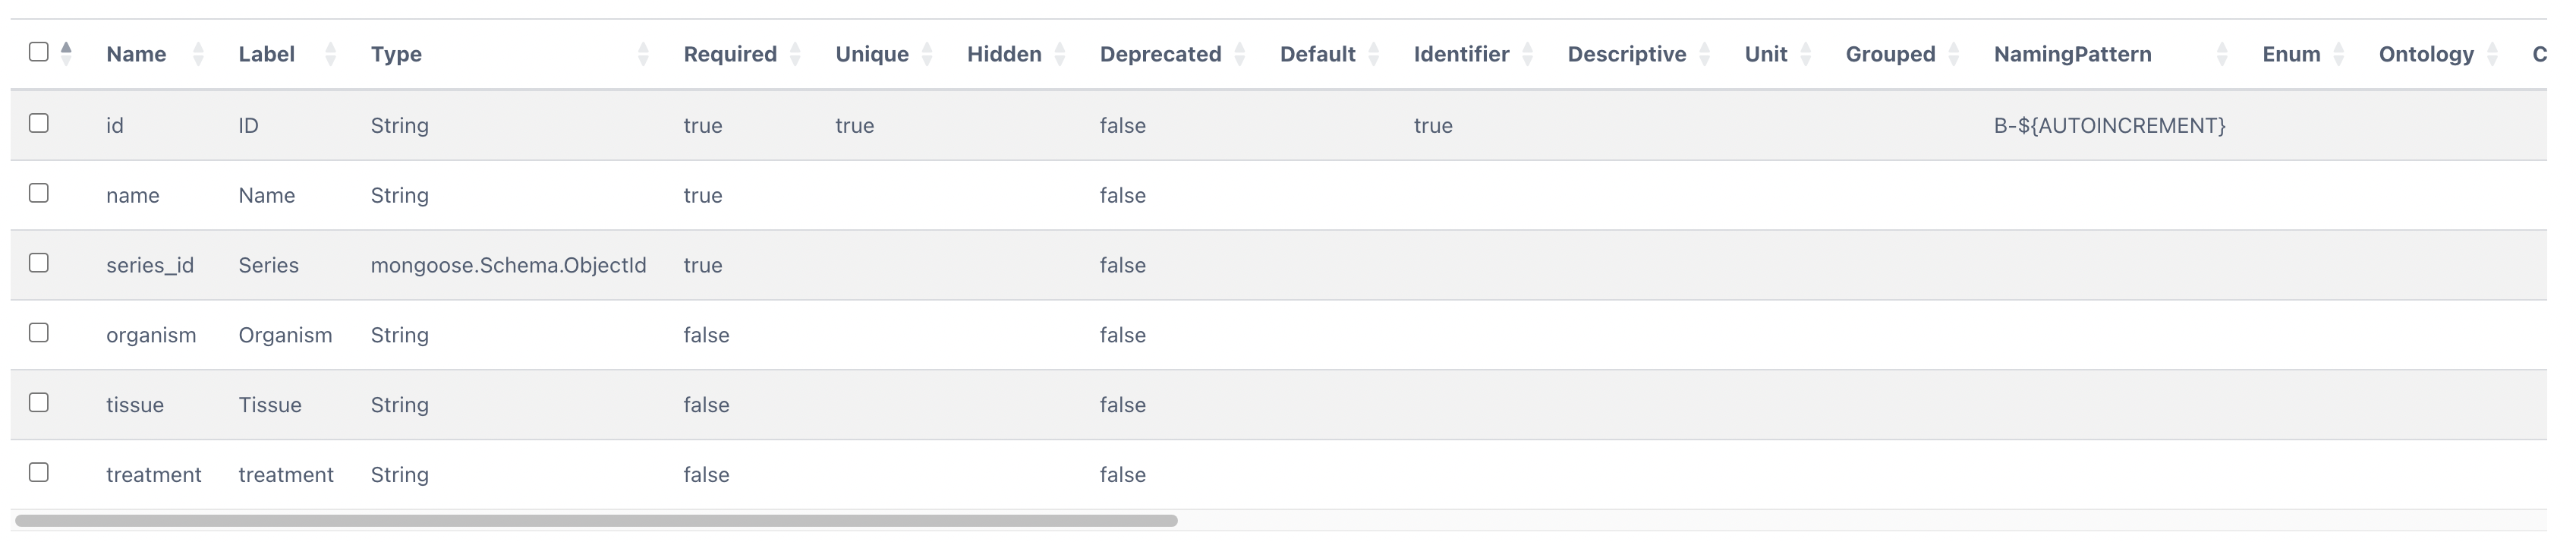 Name Label Type Required Unique Hidden Deprecated Default Identifier Descriptive Unit Grouped NamingPattern Enum Ontology C
id ID String true true false true B-${AUTOINCREMENT}
name Name String true false
series_id Series mongoose.Schema.ObjectId true false
organism Organism String false false
tissue Tissue String false false
treatment treatment String false false